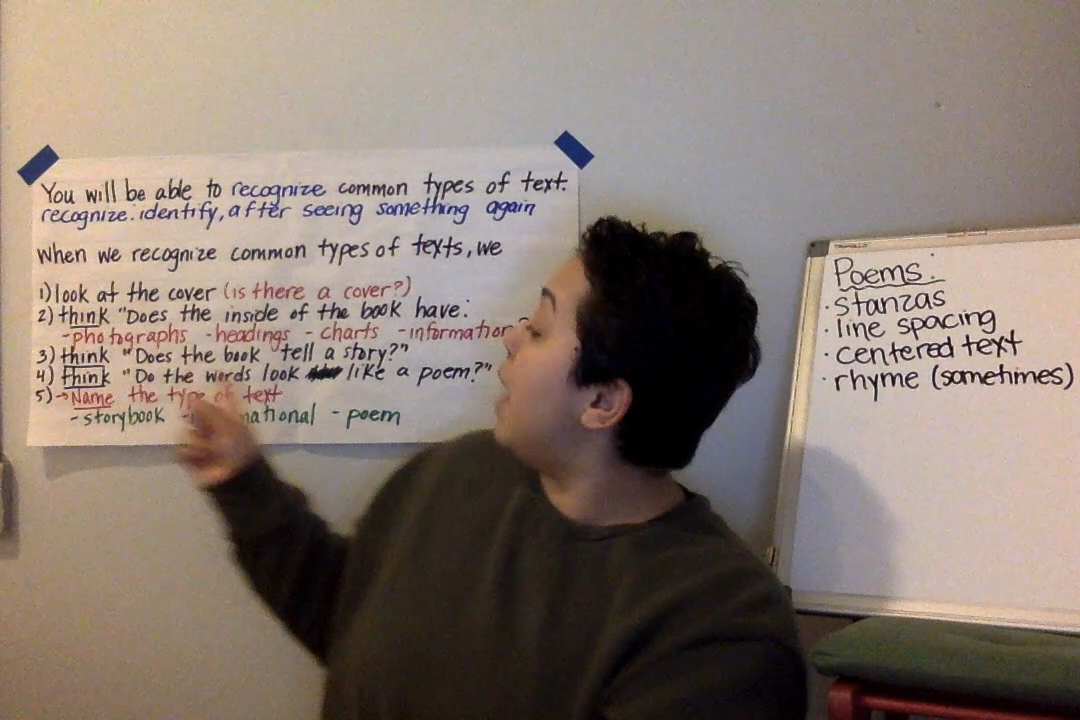 You will be able to recognize common types of text.
recognize: identify, after seeing something again
When we recognize common types of texts, we
1) look at the cover (is there a cover?)
2) think "Does the inside of the book have:
-photographs -headings - charts -information?
3) think "Does the book tell a story?"
4) think "Do the words look like a poem?"
5) → Name the type of text
- storybook - poem
Poems:
· stanzas
· line spacing
· centered text
· rhyme (sometimes)